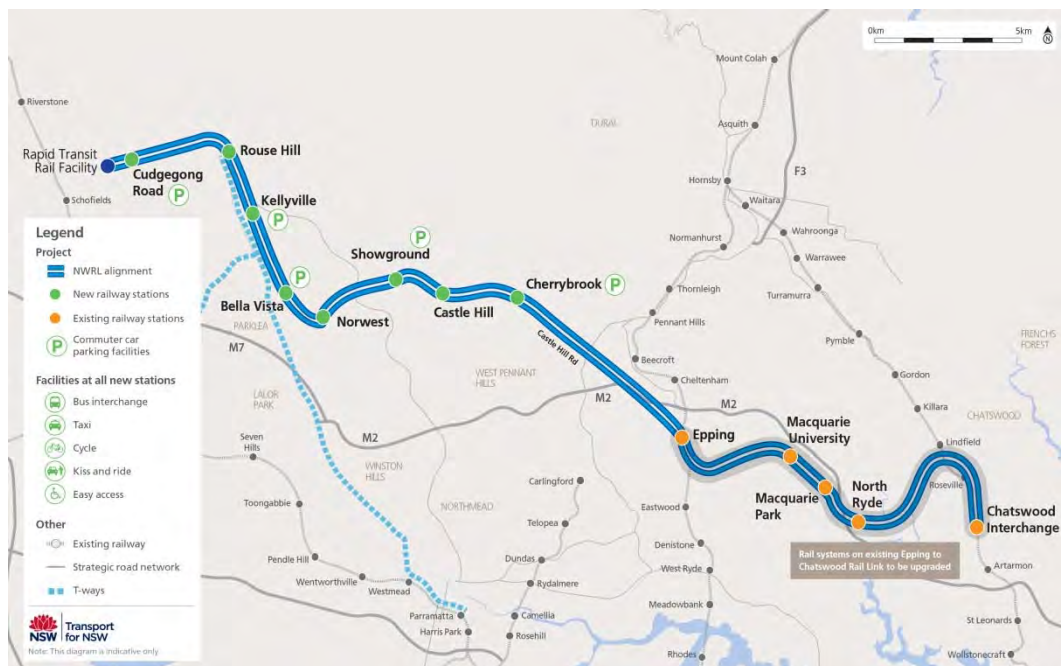 0km
5km
N
Mount Colah
Riverstone
Asquith
DURAL
Rapid Transit
Rail Facility
Rouse Hill
Cudgegong
Road
P
F3
Hornsby
Waitara
Schofields
Kellyville
P
Normanhurst
Wahroonga
Warrawee
Showground
P
Legend
Project
NWRL alignment
New railway stations
Existing railway stations
P
Commuter car
parking facilities
Facilities at all new stations
Bus interchange
Taxi
Cycle
Kiss and ride
Easy access
Other
Existing railway
Strategic road network
T-ways
NSW
GOVERNMENT
Transport
for NSW
Note: This diagram is indicative only
P
Bella Vista
PARKLEA
Norwest
Castle Hill
Cherrybrook
P
Thornleigh
Turramurra
Pennant Hills
Castle Hill Rd
Pymble
FRENCHS
FOREST
M7
Beecroft
WEST PENNANT
HILLS
Cheltenham
Gordon
LALOR
PARK
M2
M2
M2
Killara
CHATSWOOD
Seven
Hills
Epping
Macquarie
University
Lindfield
WINSTON
HILLS
Carlingford
Macquarie
Park
North
Ryde
Roseville
Toongabbie
NORTHMEAD
Eastwood
Chatswood
Interchange
Telopea
Pendle Hill
Denistone
Rail systems on existing Epping to
Chatswood Rail Link to be upgraded
Dundas
Artarmon
Wentworthville
Westmead
Rydalmere
West Ryde
Parramatta
Camellia
Meadowbank
St Leonards
Harris Park
Rosehill
Rhodes
Wollstonecraft